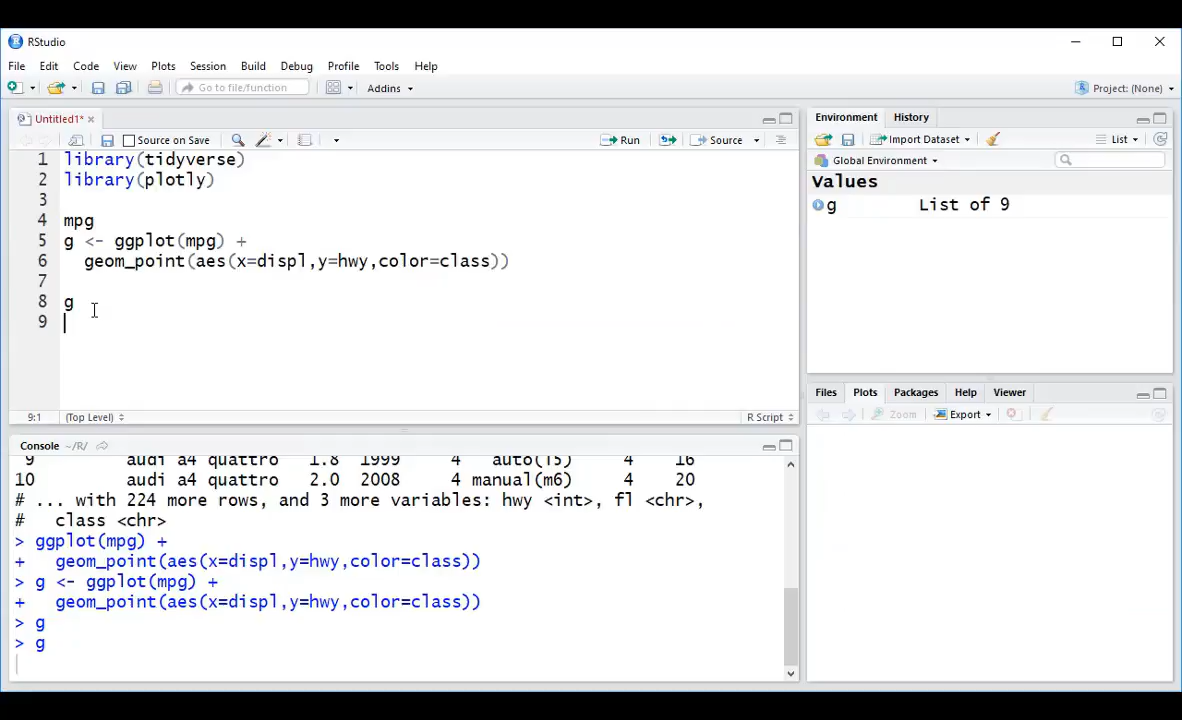 RStudio
File Edit Code View Plots Session Build Debug Profile Tools Help
Go to file/function Addins Project: (None)
Untitled1* ×
Source on Save Run Source
1 library(tidyverse)
2 library(plotly)
3
4 mpg
5 g <- ggplot(mpg) +
6 geom_point(aes(x=displ,y=hwy,color=class))
7
8 g
9
9:1 (Top Level) R Script
Console ~/R/
9 audi a4 quattro 1.8 1999 4 auto(l5) 4 16
10 audi a4 quattro 2.0 2008 4 manual(m6) 4 20
# ... with 224 more rows, and 3 more variables: hwy <int>, fl <chr>,
# class <chr>
> ggplot(mpg) +
+ geom_point(aes(x=displ,y=hwy,color=class))
> g <- ggplot(mpg) +
+ geom_point(aes(x=displ,y=hwy,color=class))
> g
> g
Environment History
Import Dataset List
Global Environment
Values
g List of 9
Files Plots Packages Help Viewer
Zoom Export